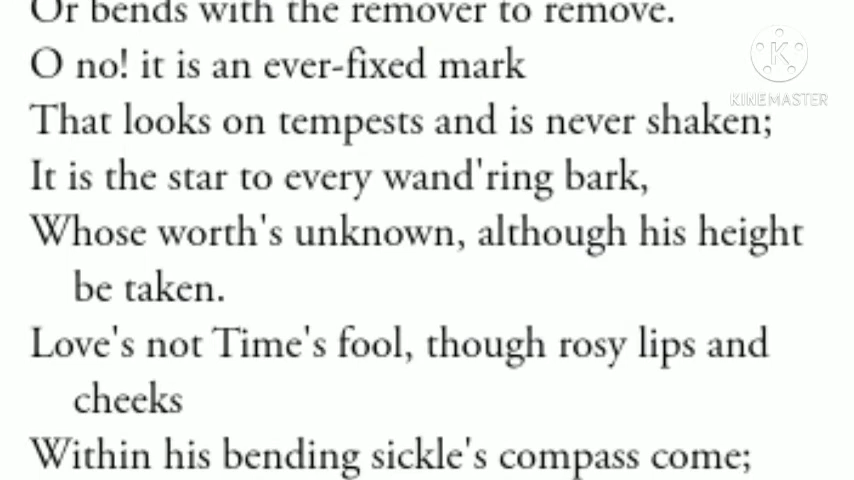 Or bends with the remover to remove.
O no! it is an ever-fixed mark
That looks on tempests and is never shaken;
It is the star to every wand'ring bark,
Whose worth's unknown, although his height
be taken.
Love's not Time's fool, though rosy lips and
cheeks
Within his bending sickle's compass come;
K
KINEMASTER